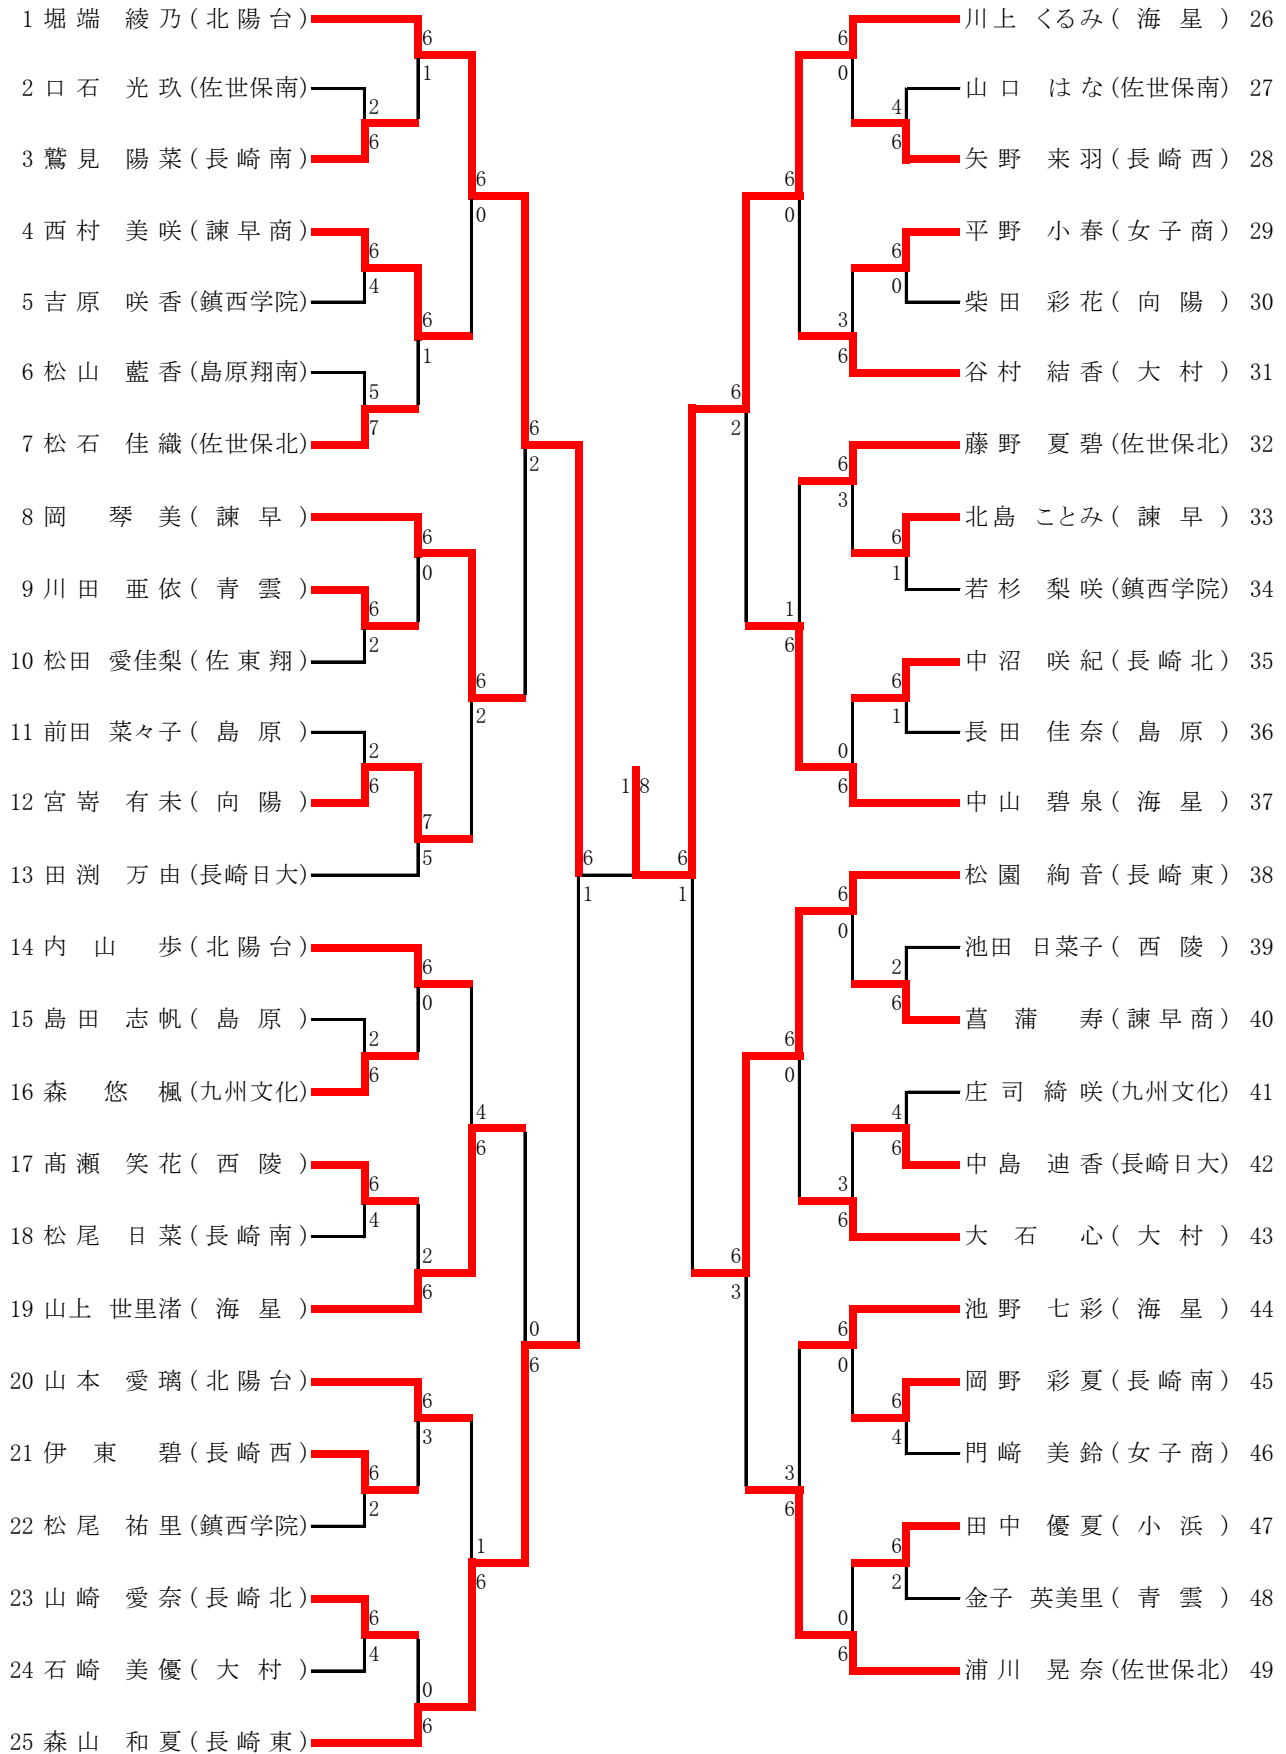 1 堀端 綾乃(北陽台)
2 口石 光玖(佐世保南)
3 鷲見 陽菜(長崎南)
4 西村 美咲(諫早商)
5 吉原 咲香(鎮西学院)
6 松山 藍香(島原翔南)
7 松石 佳織(佐世保北)
8 岡 琴美(諫早)
9 川田 亜依(青雲)
10 松田 愛佳梨(佐東翔)
11 前田 菜々子(島原)
12 宮嵜 有未(向陽)
13 田渕 万由(長崎日大)
14 内山 歩(北陽台)
15 島田 志帆(島原)
16 森 悠楓(九州文化)
17 髙瀬 笑花(西陵)
18 松尾 日菜(長崎南)
19 山上 世里渚(海星)
20 山本 愛璃(北陽台)
21 伊東 碧(長崎西)
22 松尾 祐里(鎮西学院)
23 山崎 愛奈(長崎北)
24 石崎 美優(大村)
25 森山 和夏(長崎東)
6
1
2
6
6
0
6
4
6
1
5
7
6
2
6
0
6
2
6
2
2
6
7
5
6
0
2
6
4
6
6
4
2
6
0
6
6
3
6
2
1
6
6
4
0
6
6
1
1 8
6
1
川上 くるみ(海星) 26
山口 はな(佐世保南) 27
矢野 来羽(長崎西) 28
平野 小春(女子商) 29
柴田 彩花(向陽) 30
谷村 結香(大村) 31
藤野 夏碧(佐世保北) 32
北島 ことみ(諫早) 33
若杉 梨咲(鎮西学院) 34
中沼 咲紀(長崎北) 35
長田 佳奈(島原) 36
中山 碧泉(海星) 37
松園 絢音(長崎東) 38
池田 日菜子(西陵) 39
菖蒲 寿(諫早商) 40
庄司 綺咲(九州文化) 41
中島 迪香(長崎日大) 42
大石 心(大村) 43
池野 七彩(海星) 44
岡野 彩夏(長崎南) 45
門﨑 美鈴(女子商) 46
田中 優夏(小浜) 47
金子 英美里(青雲) 48
浦川 晃奈(佐世保北) 49
6
0
4
6
6
0
6
0
3
6
6
2
6
3
6
1
1
6
6
1
0
6
6
0
2
6
6
0
4
6
3
6
6
3
6
0
6
4
3
6
6
2
0
6